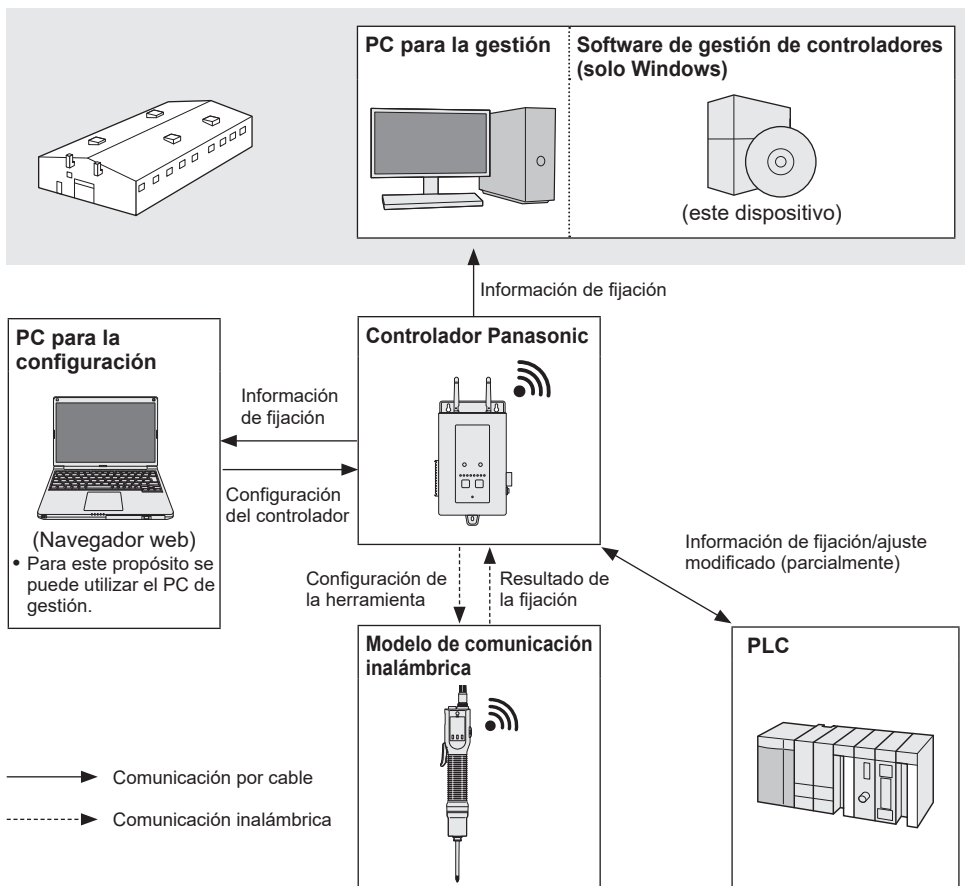 PC para la gestión
Software de gestión de controladores
(solo Windows)
(este dispositivo)
Información de fijación
PC para la
configuración
(Navegador web)
• Para este propósito se
puede utilizar el PC de
gestión.
Información
de fijación
Configuración
del controlador
Controlador Panasonic
Configuración de
la herramienta
Resultado de
la fijación
Información de fijación/ajuste
modificado (parcialmente)
Modelo de comunicación
inalámbrica
PLC
Comunicación por cable
Comunicación inalámbrica